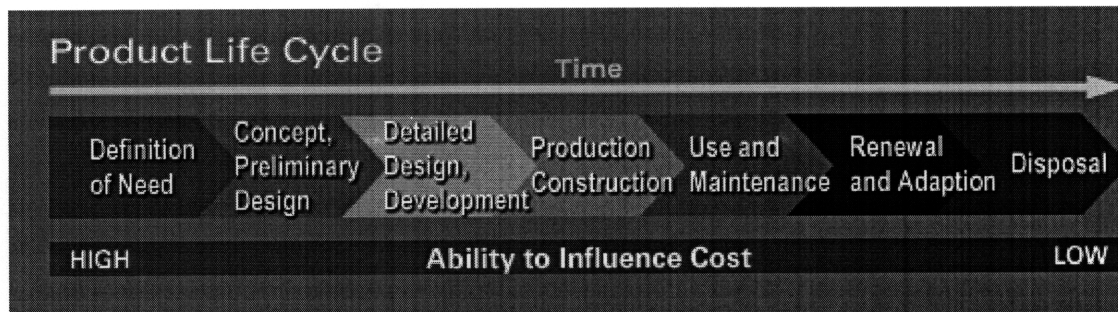 Product Life Cycle
Time
Definition
of Need
Concept,
Preliminary
Design
Detailed
Design,
Development
Production
Construction
Use and
Maintenance
Renewal
and Adaption
Disposal
HIGH Ability to Influence Cost LOW